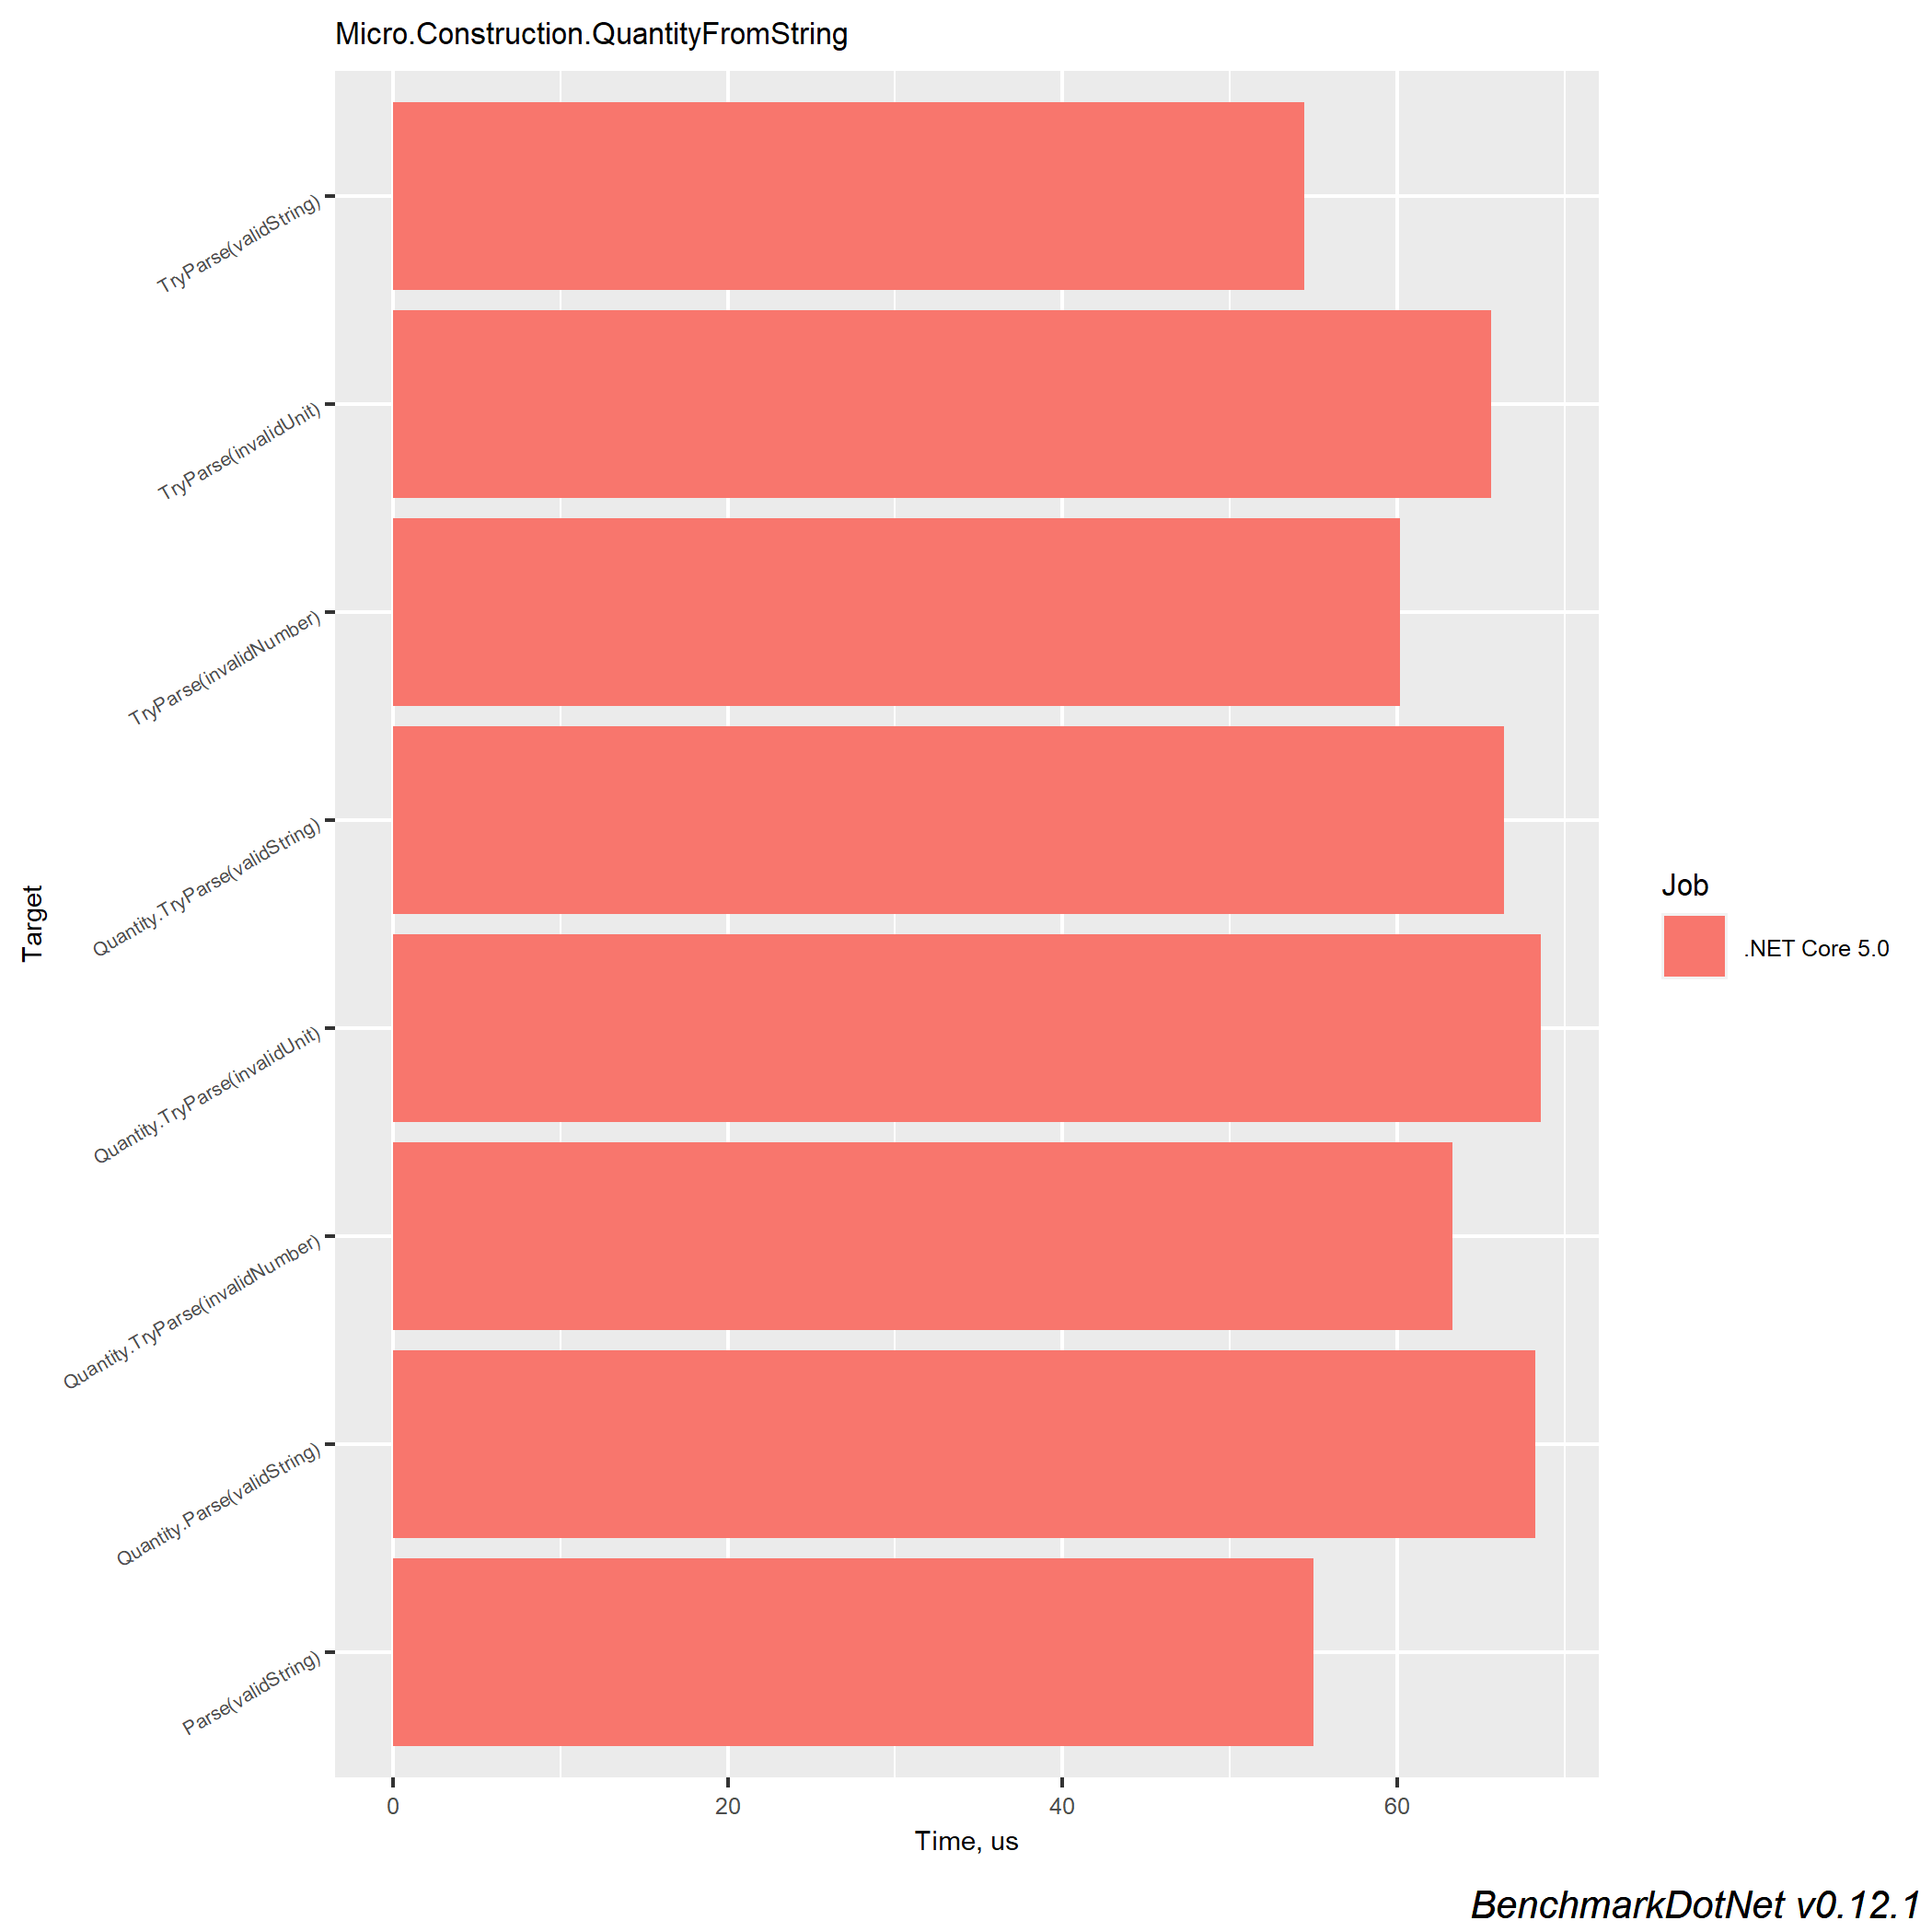 Micro.Construction.QuantityFromString
TryParse(validString)
TryParse(invalidUnit)
TryParse(invalidNumber)
Quantity.TryParse(validString)
Quantity.TryParse(invalidUnit)
Quantity.TryParse(invalidNumber)
Quantity.Parse(validString)
Parse(validString)
Target
0 20 40 60
Time, us
Job
.NET Core 5.0
BenchmarkDotNet v0.12.1